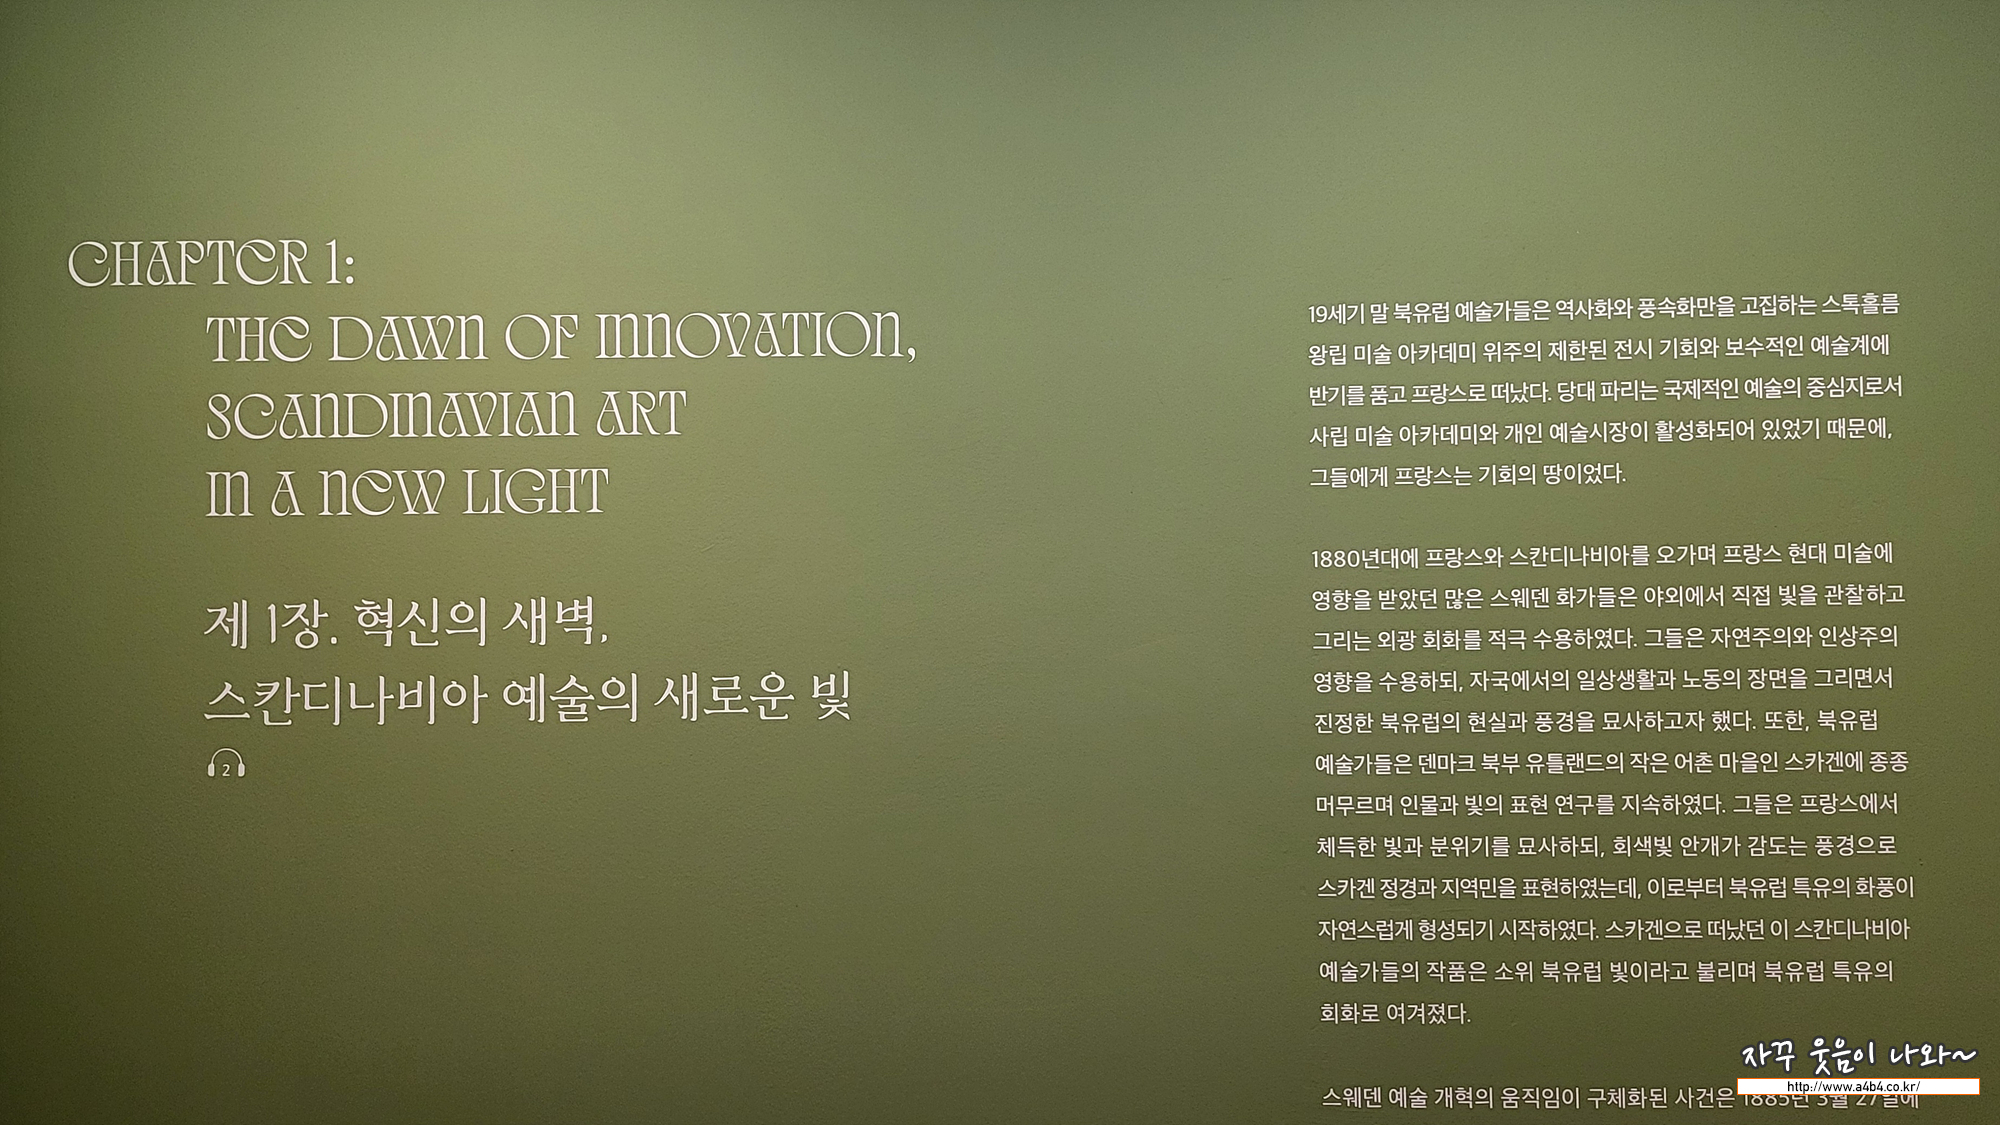 CHAPTER 1:
THE DAWN OF INNOVATION,
SCANDINAVIAN ART
IN A NEW LIGHT
제 1장. 혁신의 새벽,
스칸디나비아 예술의 새로운 빛
2
19세기 말 북유럽 예술가들은 역사화와 풍속화만을 고집하는 스톡홀름
왕립 미술 아카데미 위주의 제한된 전시 기회와 보수적인 예술계에
반기를 품고 프랑스로 떠났다. 당대 파리는 국제적인 예술의 중심지로서
사립 미술 아카데미와 개인 예술시장이 활성화되어 있었기 때문에,
그들에게 프랑스는 기회의 땅이었다.
1880년대에 프랑스와 스칸디나비아를 오가며 프랑스 현대 미술에
영향을 받았던 많은 스웨덴 화가들은 야외에서 직접 빛을 관찰하고
그리는 외광 회화를 적극 수용하였다. 그들은 자연주의와 인상주의
영향을 수용하되, 자국에서의 일상생활과 노동의 장면을 그리면서
진정한 북유럽의 현실과 풍경을 묘사하고자 했다. 또한, 북유럽
예술가들은 덴마크 북부 유틀랜드의 작은 어촌 마을인 스카겐에 종종
머무르며 인물과 빛의 표현 연구를 지속하였다. 그들은 프랑스에서
체득한 빛과 분위기를 묘사하되, 회색빛 안개가 감도는 풍경으로
스카겐 정경과 지역민을 표현하였는데, 이로부터 북유럽 특유의 화풍이
자연스럽게 형성되기 시작하였다. 스카겐으로 떠났던 이 스칸디나비아
예술가들의 작품은 소위 북유럽 빛이라고 불리며 북유럽 특유의
회화로 여겨졌다.
스웨덴 예술 개혁의 움직임이 구체화된 사건은 1885년 3월 27일에
자꾸 웃음이 나와~
http://www.a4b4.co.kr/